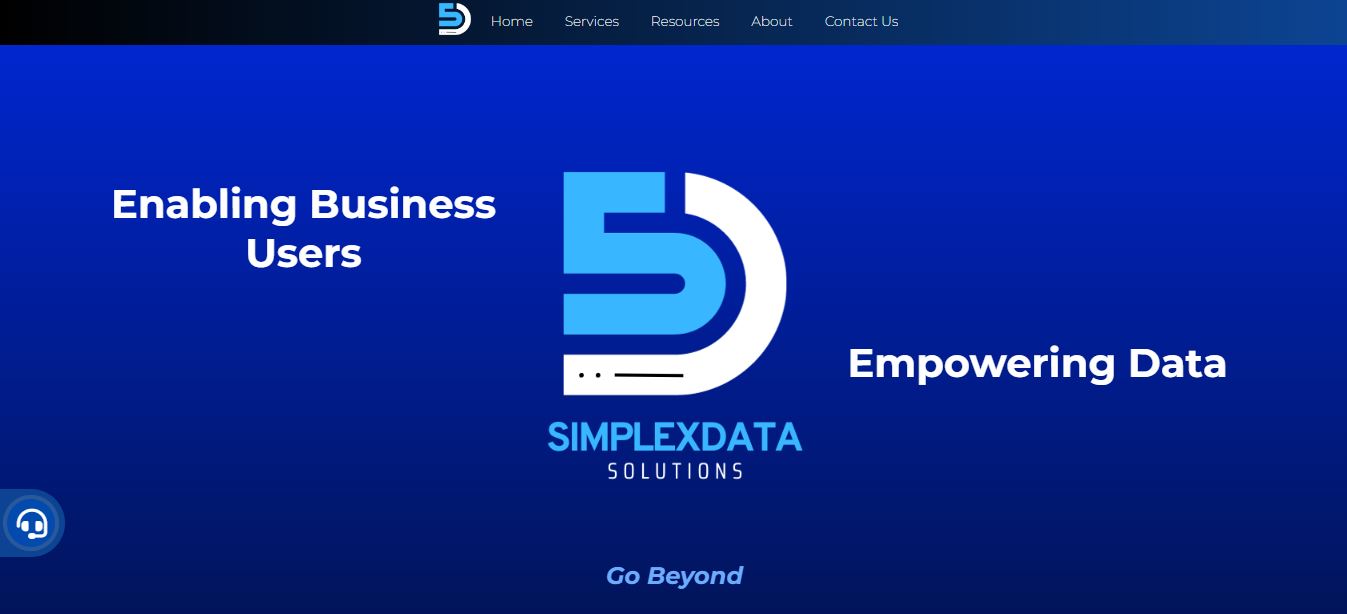 Home Services Resources About Contact Us
Enabling Business
Users
Empowering Data
SIMPLEXDATA
SOLUTIONS
Go Beyond